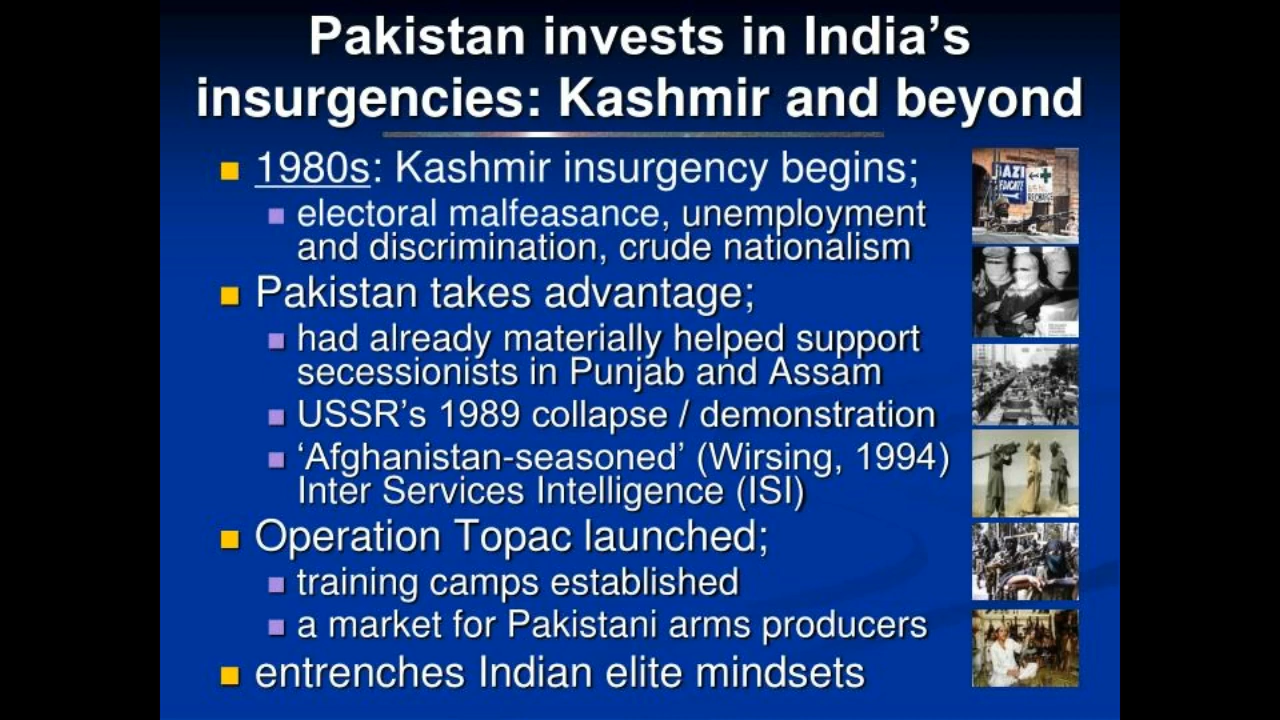 Pakistan invests in India's
insurgencies: Kashmir and beyond
1980s: Kashmir insurgency begins;
electoral malfeasance, unemployment
and discrimination, crude nationalism
Pakistan takes advantage;
had already materially helped support
secessionists in Punjab and Assam
USSR's 1989 collapse / demonstration
'Afghanistan-seasoned' (Wirsing, 1994)
Inter Services Intelligence (ISI)
Operation Topac launched;
training camps established
a market for Pakistani arms producers
entrenches Indian elite mindsets